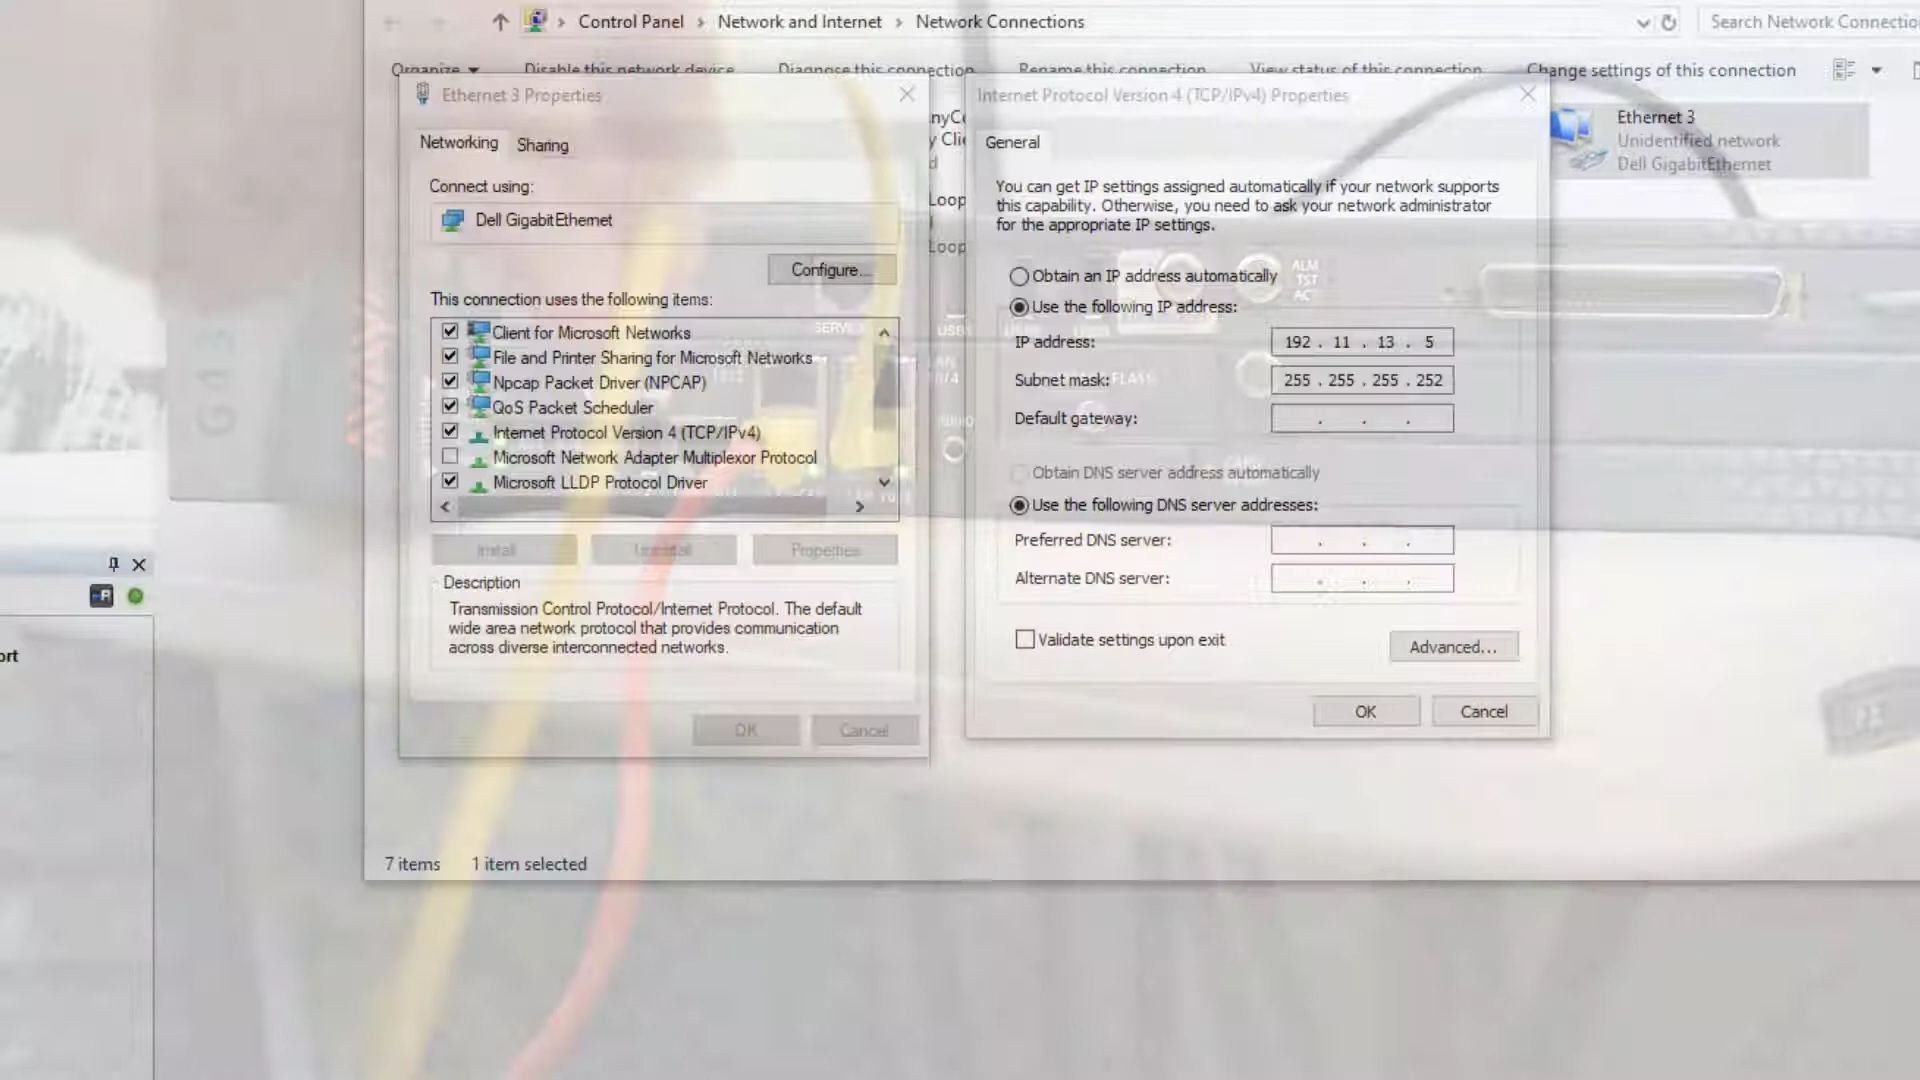 Control Panel > Network and Internet > Network Connections
Search Network Connectio
Organize
Disable this network device
Diagnose this connection
Rename this connection
View status of this connection
Change settings of this connection
Ethernet 3 Properties
Networking
Sharing
Connect using:
Dell GigabitEthernet
Configure...
This connection uses the following items:
Client for Microsoft Networks
File and Printer Sharing for Microsoft Networks
Npcap Packet Driver (NPCAP)
QoS Packet Scheduler
Internet Protocol Version 4 (TCP/IPv4)
Microsoft Network Adapter Multiplexor Protocol
Microsoft LLDP Protocol Driver
Install
Uninstall
Properties
Description
Transmission Control Protocol/Internet Protocol. The default
wide area network protocol that provides communication
across diverse interconnected networks.
OK
Cancel
nyCo
y Clie
d
Loop
Loop
Internet Protocol Version 4 (TCP/IPv4) Properties
General
You can get IP settings assigned automatically if your network supports
this capability. Otherwise, you need to ask your network administrator
for the appropriate IP settings.
Obtain an IP address automatically
Use the following IP address:
IP address: 192 . 11 . 13 . 5
Subnet mask: 255 . 255 . 255 . 252
Default gateway: . . .
Obtain DNS server address automatically
Use the following DNS server addresses:
Preferred DNS server: . . .
Alternate DNS server: . . .
Validate settings upon exit
Advanced...
OK
Cancel
Ethernet 3
Unidentified network
Dell GigabitEthernet
ALM
TST
AC
AVAYA
ort
7 items
1 item selected